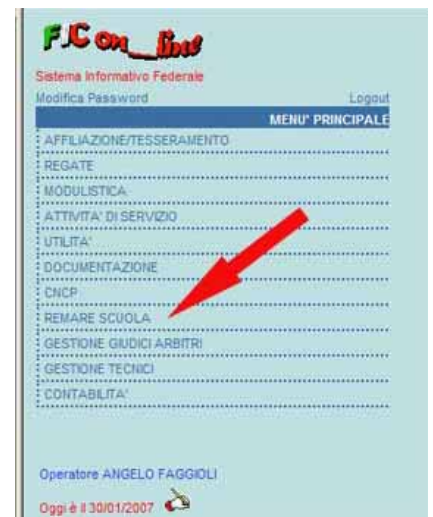 F.I.C on_line
Sistema Informativo Federale
Modifica Password Logout
MENU' PRINCIPALE
AFFILIAZIONE/TESSERAMENTO
REGATE
MODULISTICA
ATTIVITA' DI SERVIZIO
UTILITA'
DOCUMENTAZIONE
CNCP
REMARE SCUOLA
GESTIONE GIUDICI ARBITRI
GESTIONE TECNICI
CONTABILITA'
Operatore ANGELO FAGGIOLI
Oggi è il 30/01/2007